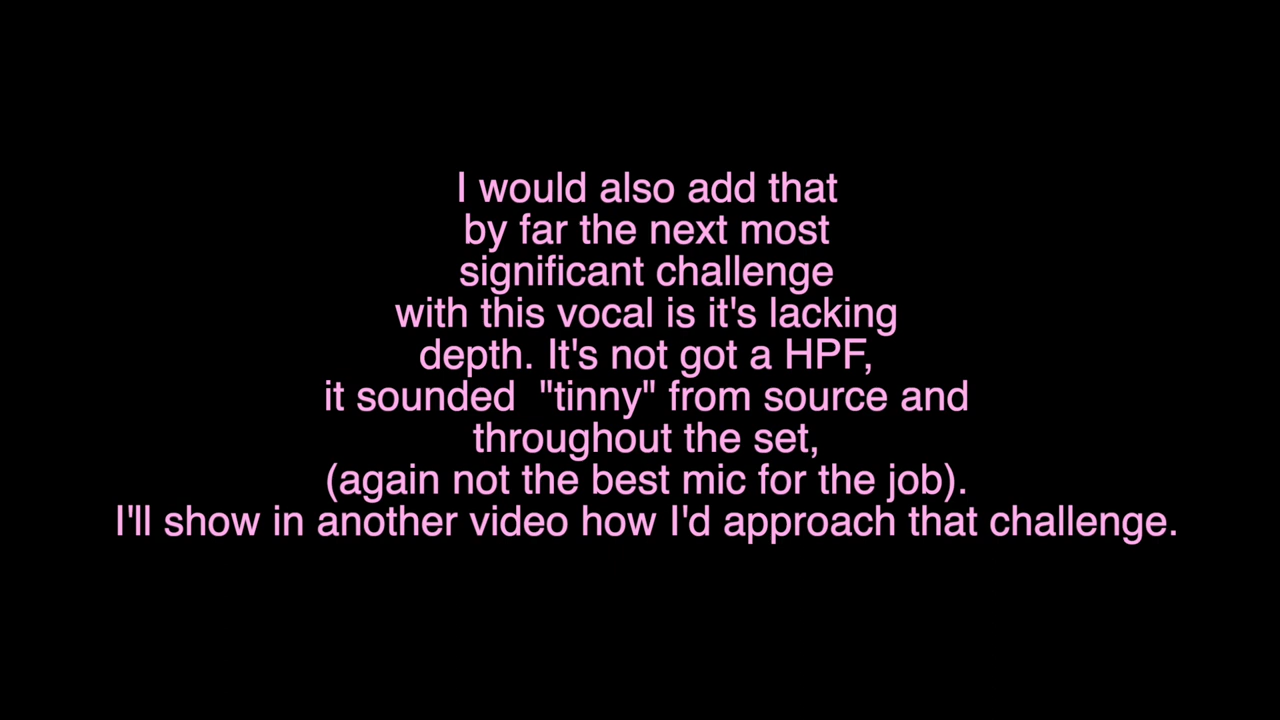 I would also add that
by far the next most
significant challenge
with this vocal is it's lacking
depth. It's not got a HPF,
it sounded  "tinny" from source and
throughout the set,
(again not the best mic for the job).
I'll show in another video how I'd approach that challenge.